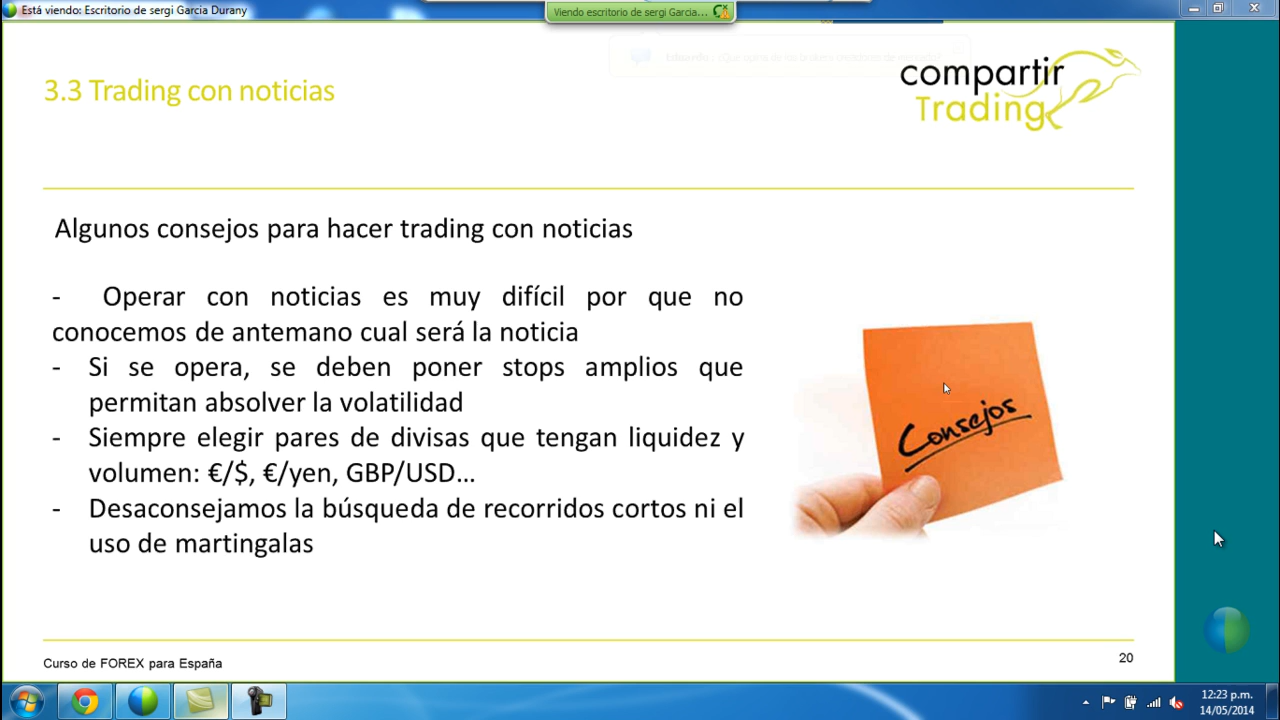 Está viendo: Escritorio de sergi Garcia Durany
Viendo escritorio de sergi Garcia...
3.3 Trading con noticias
compartir
Trading
Algunos consejos para hacer trading con noticias
- Operar con noticias es muy difícil por que no
conocemos de antemano cual será la noticia
- Si se opera, se deben poner stops amplios que
permitan absolver la volatilidad
- Siempre elegir pares de divisas que tengan liquidez y
volumen: €/$, €/yen, GBP/USD...
- Desaconsejamos la búsqueda de recorridos cortos ni el
uso de martingalas
Consejos
Curso de FOREX para España
20
12:23 p.m.
14/05/2014